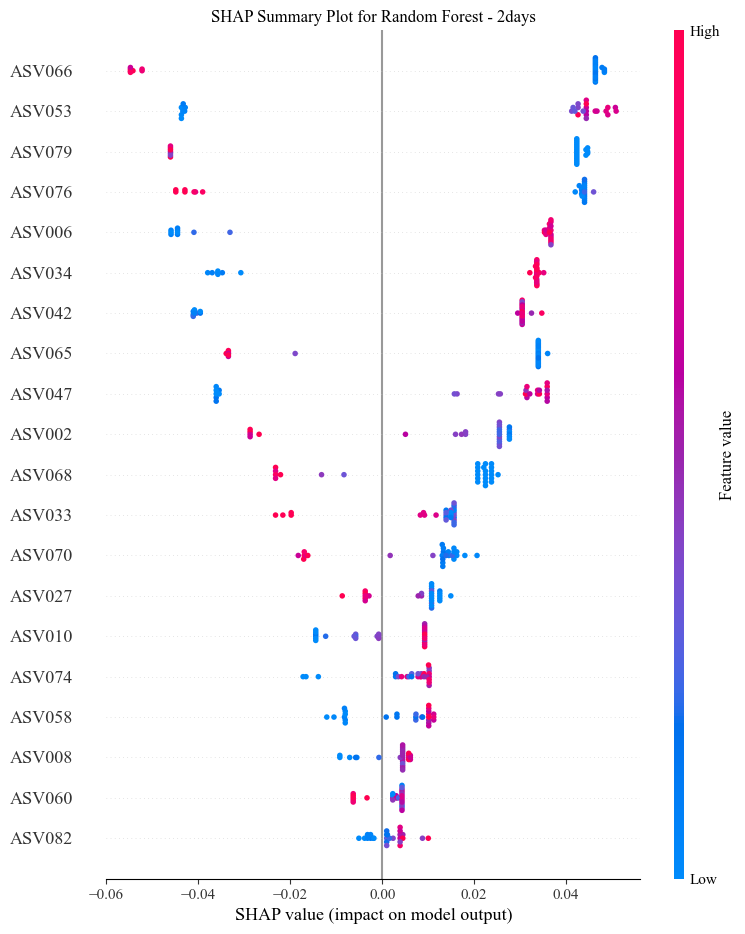 SHAP Summary Plot for Random Forest - 2days
High
ASV066
ASV053
ASV079
ASV076
ASV006
ASV034
ASV042
ASV065
ASV047
ASV002
ASV068
ASV033
ASV070
ASV027
ASV010
ASV074
ASV058
ASV008
ASV060
ASV082
Feature value
Low
−0.06 −0.04 −0.02 0.00 0.02 0.04
SHAP value (impact on model output)